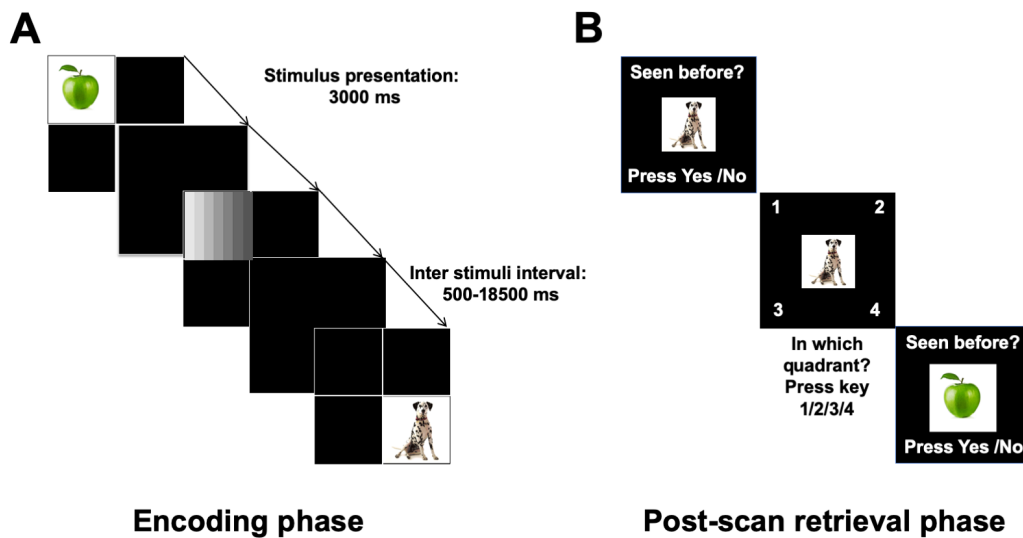 A
Stimulus presentation:
3000 ms
Inter stimuli interval:
500-18500 ms
Encoding phase
B
Seen before?
Press Yes /No
1 2
3 4
In which
quadrant?
Press key
1/2/3/4
Seen before?
Press Yes /No
Post-scan retrieval phase